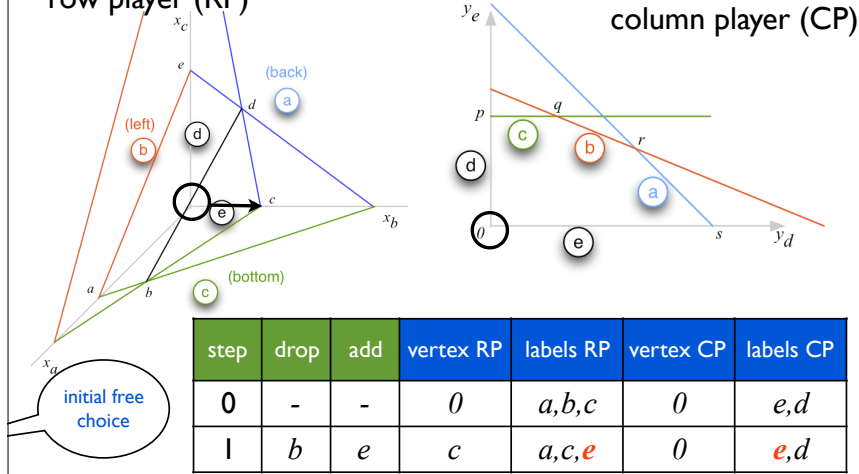 row player (RP)
column player (CP)
x_c
e
(back)
a
d
(left)
b
d
e
c
x_b
a
b
c
(bottom)
x_a
y_e
p
q
c
b
r
d
a
0
e
s
y_d
initial free
choice
step drop add vertex RP labels RP vertex CP labels CP
0 - - 0 a,b,c 0 e,d
1 b e c a,c,e 0 e,d